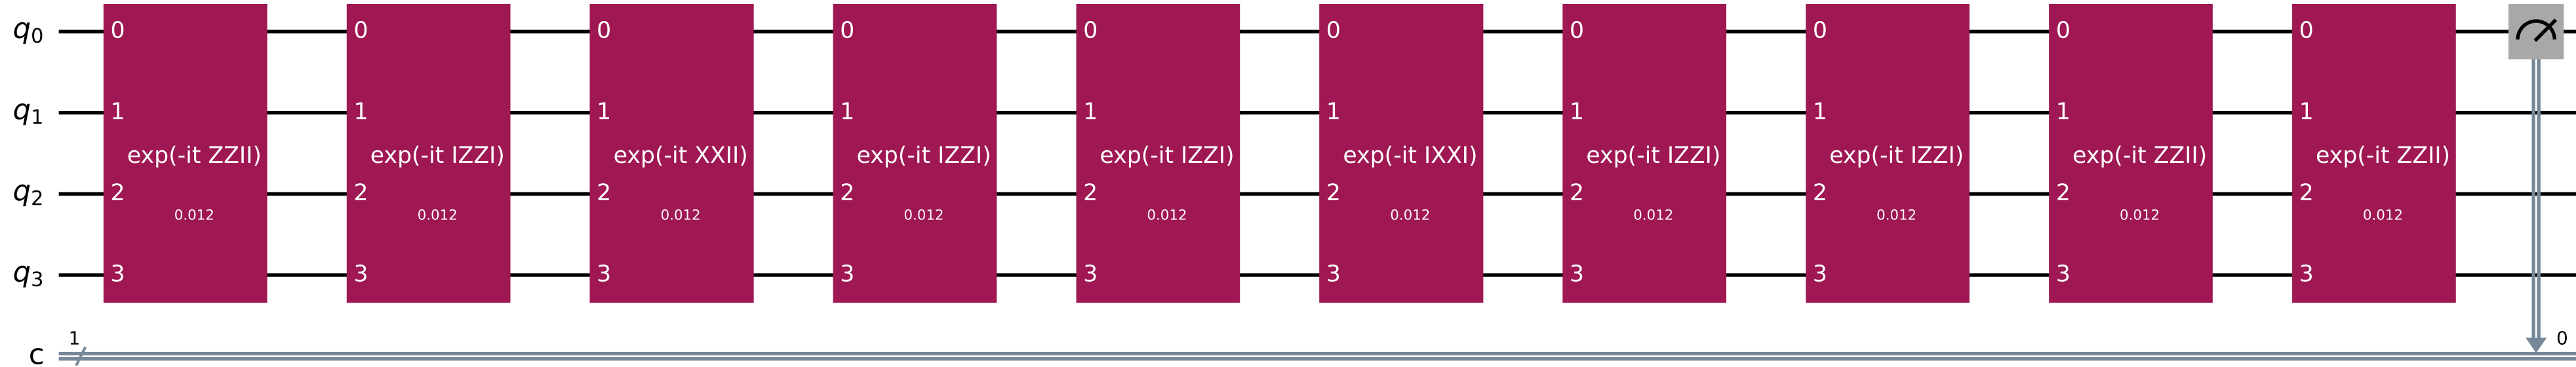 q0 0 0 0 0 0 0 0 0 0 0
q1 1 1 1 1 1 1 1 1 1 1
exp(-it ZZII) exp(-it IZZI) exp(-it XXII) exp(-it IZZI) exp(-it IZZI) exp(-it IXXI) exp(-it IZZI) exp(-it IZZI) exp(-it ZZII) exp(-it ZZII)
q2 2 2 2 2 2 2 2 2 2 2
0.012 0.012 0.012 0.012 0.012 0.012 0.012 0.012 0.012 0.012
q3 3 3 3 3 3 3 3 3 3 3
1 0
c